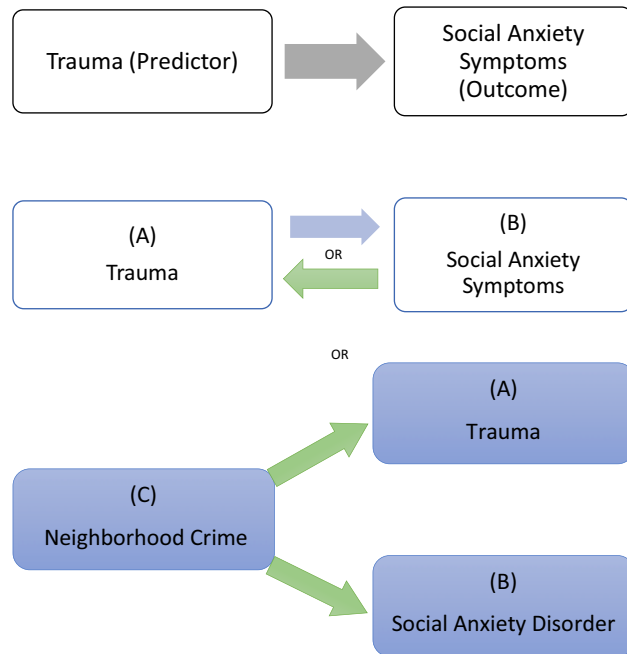 Trauma (Predictor)
Social Anxiety
Symptoms
(Outcome)
(A)
Trauma
OR
(B)
Social Anxiety
Symptoms
OR
(A)
Trauma
(C)
Neighborhood Crime
(B)
Social Anxiety Disorder